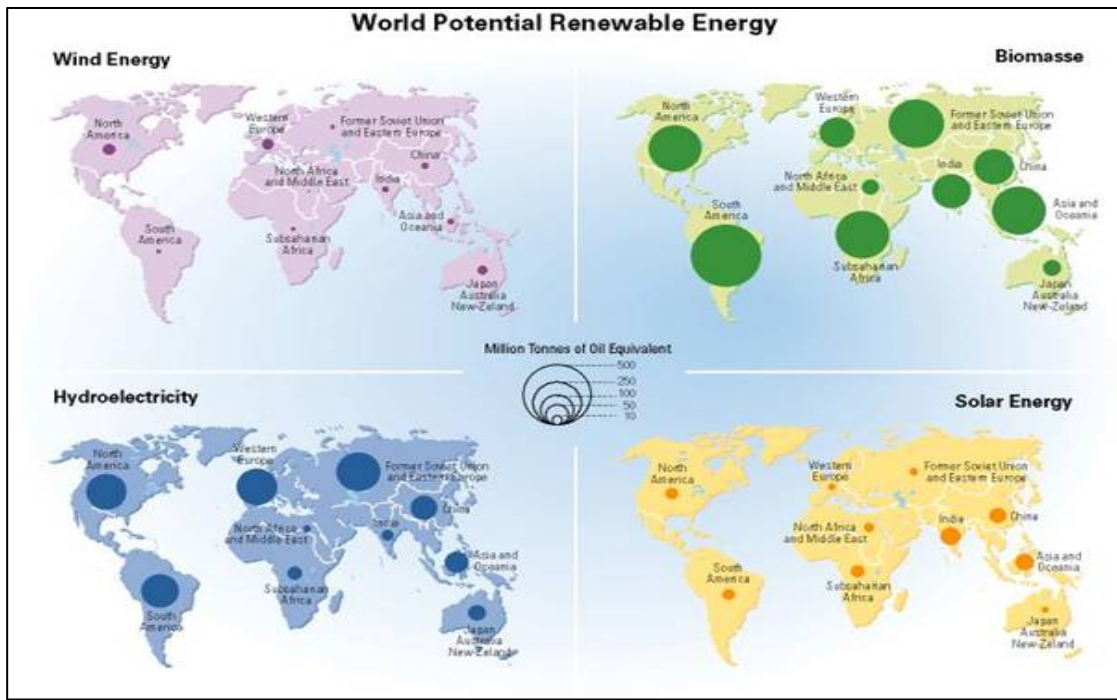 World Potential Renewable Energy
Wind Energy
North
America
Western
Europe
Former Soviet Union
and Eastern Europe
China
North Africa
and Middle East
India
Asia and
Oceania
South
America
Subsaharian
Africa
Japan
Australia
New-Zeland
Biomasse
North
America
Western
Europe
Former Soviet Union
and Eastern Europe
India
China
North Africa
and Middle East
South
America
Asia and
Oceania
Subsaharian
Africa
Japan
Australia
New-Zeland
Million Tonnes of Oil Equivalent
500
250
100
50
10
Hydroelectricity
North
America
Western
Europe
Former Soviet Union
and Eastern Europe
China
North Africa
and Middle East
India
Asia and
Oceania
Subsaharian
Africa
South
America
Japan
Australia
New-Zeland
Solar Energy
North
America
Western
Europe
Former Soviet Union
and Eastern Europe
India
China
North Africa
and Middle East
Asia and
Oceania
South
America
Subsaharian
Africa
Japan
Australia
New-Zeland